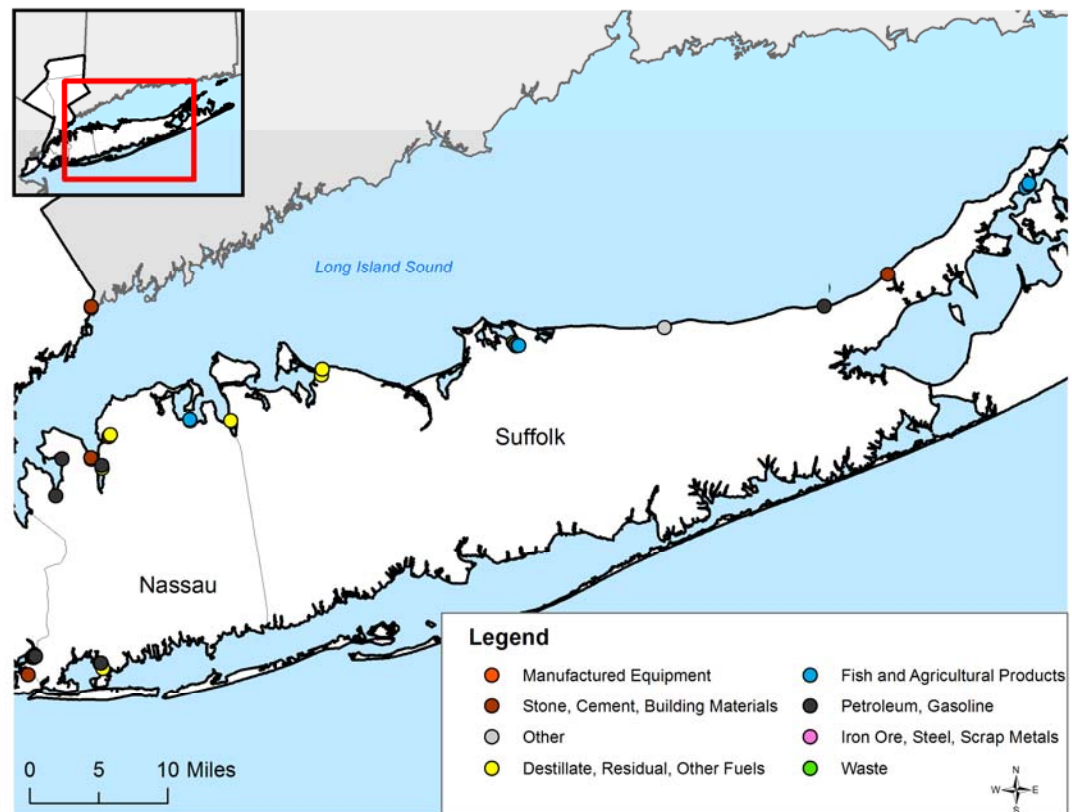 Long Island Sound
Suffolk
Nassau
Legend
Manufactured Equipment
Stone, Cement, Building Materials
Other
Destillate, Residual, Other Fuels
Fish and Agricultural Products
Petroleum, Gasoline
Iron Ore, Steel, Scrap Metals
Waste
0 5 10 Miles
N
W E
S